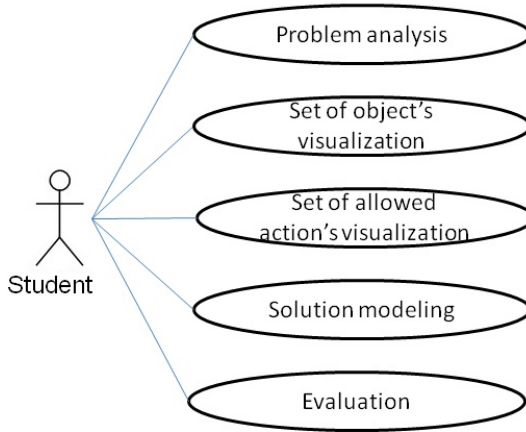 Problem analysis
Set of object's
visualization
Set of allowed
action's visualization
Student
Solution modeling
Evaluation